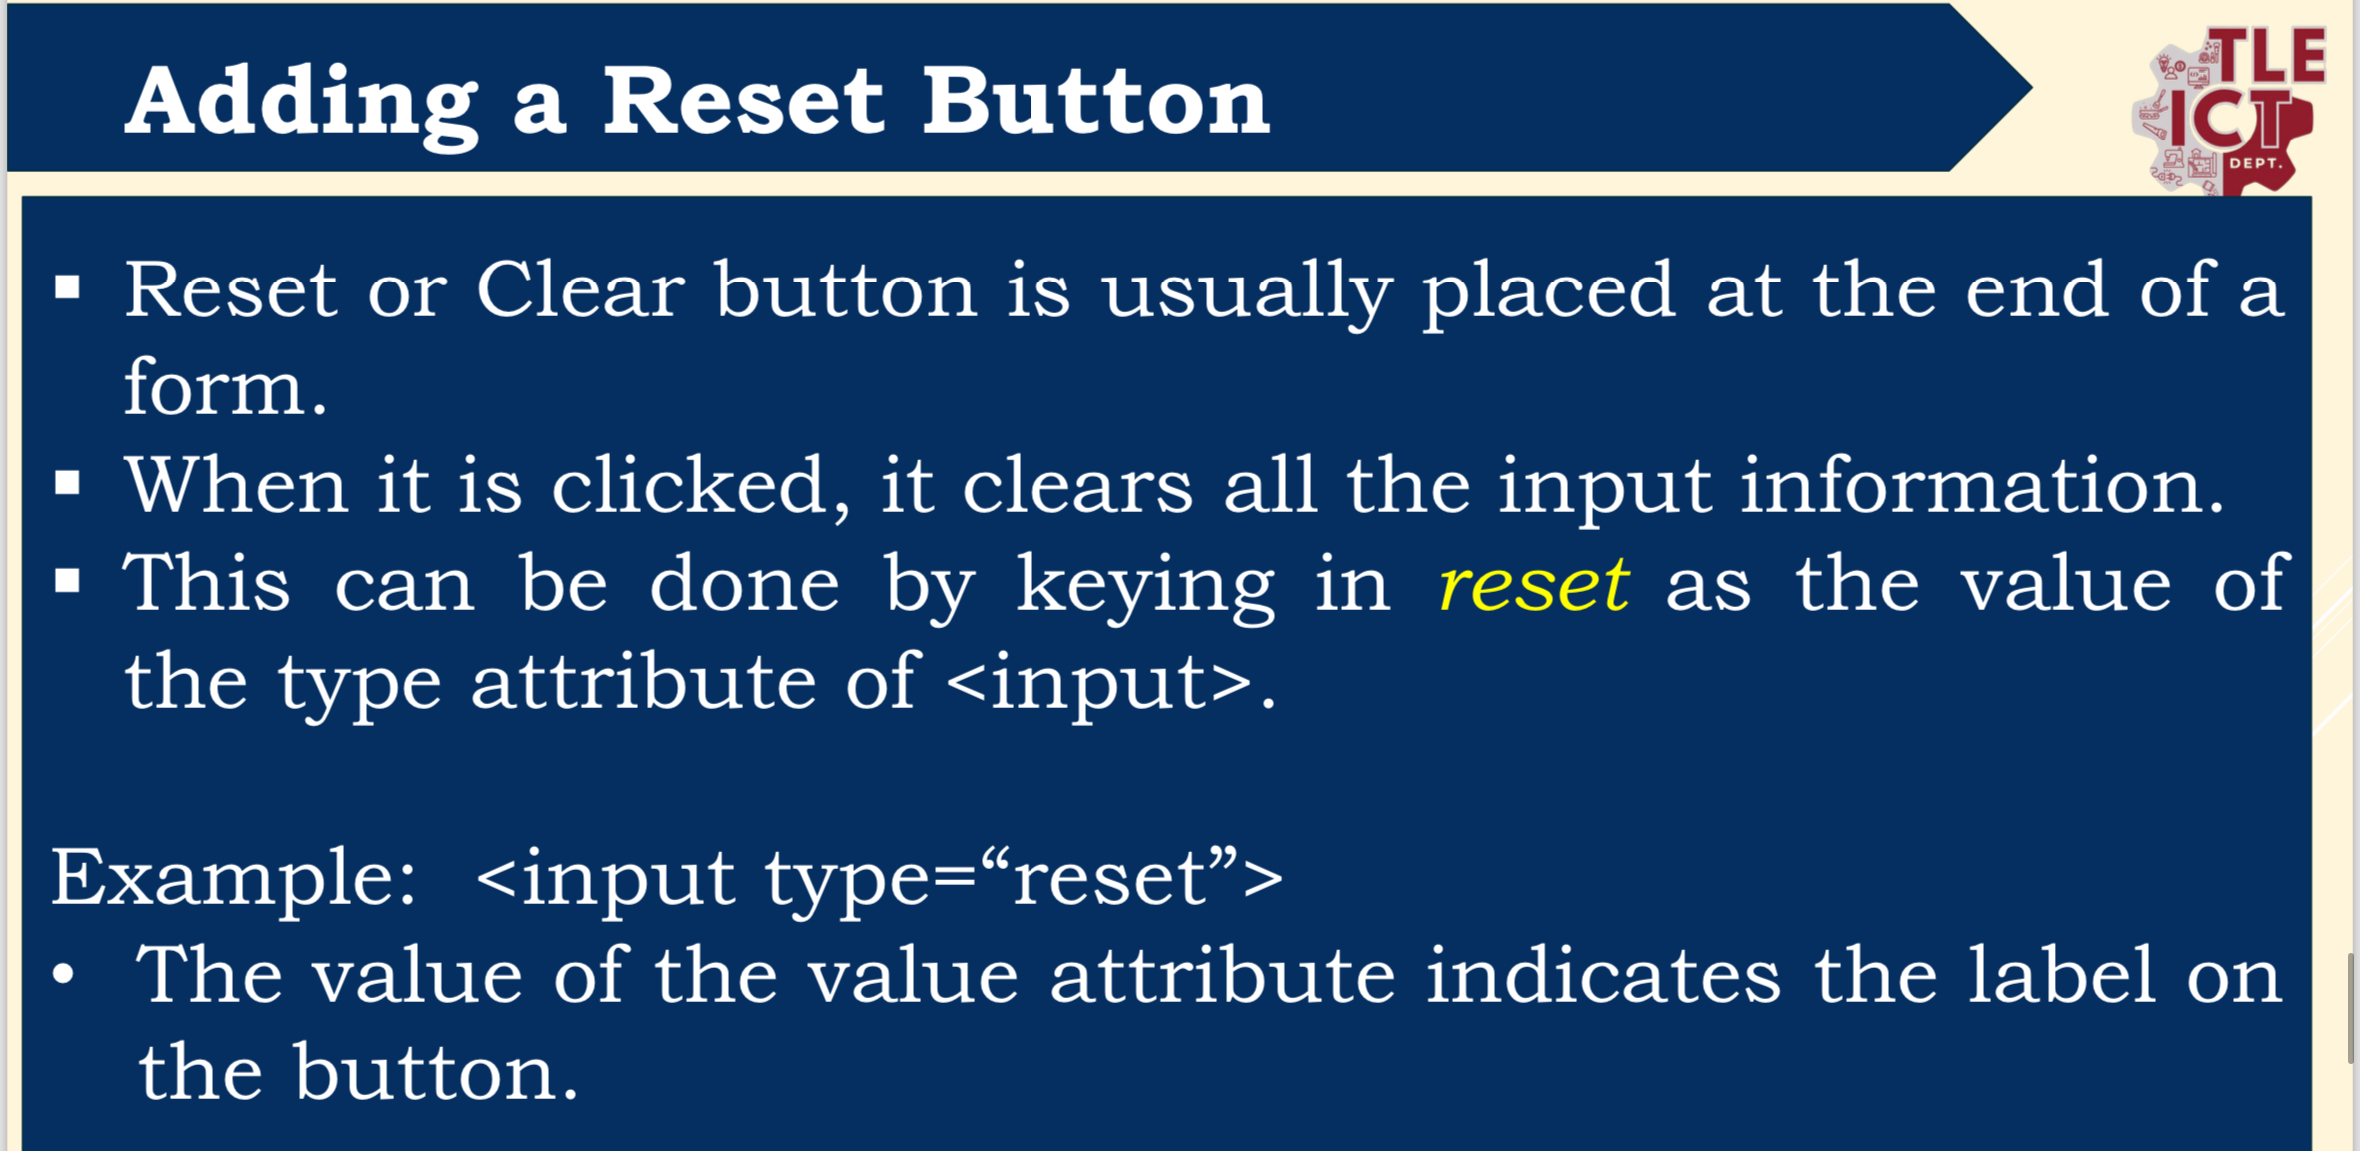 Adding a Reset Button
TLE
ICT
DEPT.
▪ Reset or Clear button is usually placed at the end of a
form.
▪ When it is clicked, it clears all the input information.
▪ This can be done by keying in reset as the value of
the type attribute of <input>.
Example: <input type=“reset”>
• The value of the value attribute indicates the label on
the button.